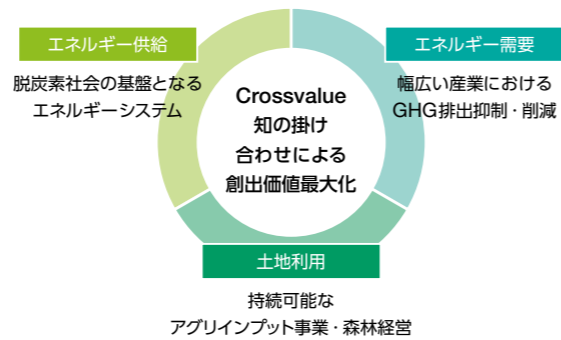 エネルギー供給
脱炭素社会の基盤となる
エネルギーシステム
エネルギー需要
幅広い産業における
GHG排出抑制・削減
Crossvalue
知の掛け
合わせによる
創出価値最大化
土地利用
持続可能な
アグリインプット事業・森林経営